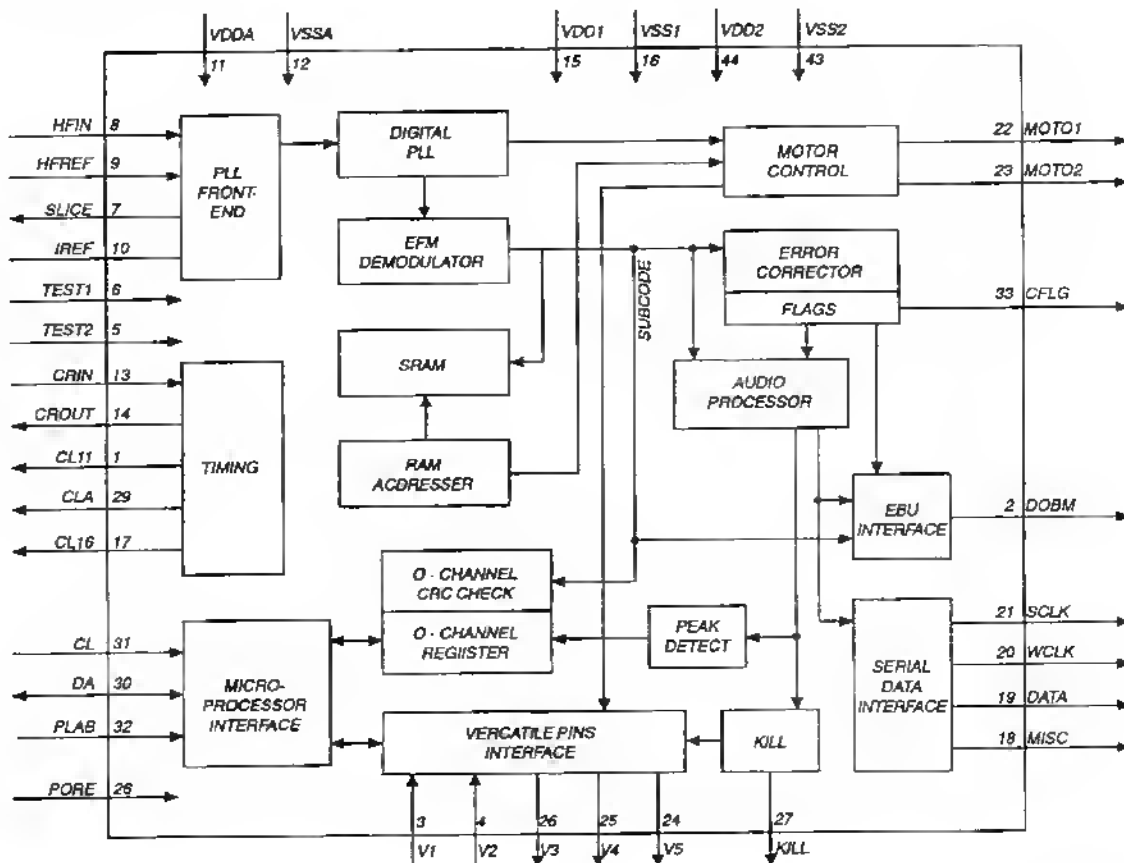 VDDA
VSSA
VDD1
VSS1
VDD2
VSS2
11
12
15
16
44
43
HFIN 8
HFREF 9
SLICE 7
IREF 10
TEST1 6
TEST2 5
CRIN 13
CROUT 14
CL11 1
CLA 29
CL16 17
CL 31
DA 30
PLAB 32
PORE 26
PLL
FRONT-
END
DIGITAL
PLL
EFM
DEMODULATOR
SRAM
RAM
ACDRESSER
TIMING
SUBCODE
MOTOR
CONTROL
ERROR
CORRECTOR
FLAGS
AUDIO
PROCESSOR
EBU
INTERFACE
O - CHANNEL
CRC CHECK
O - CHANNEL
REGIISTER
PEAK
DETECT
MICRO-
PROCESSOR
INTERFACE
VERCATILE PINS
INTERFACE
KILL
SERIAL
DATA
INTERFACE
22 MOTO1
23 MOTO2
33 CFLG
2 DOBM
21 SCLK
20 WCLK
19 DATA
18 MISC
3
4
26
25
24
27
V1
V2
V3
V4
V5
KILL